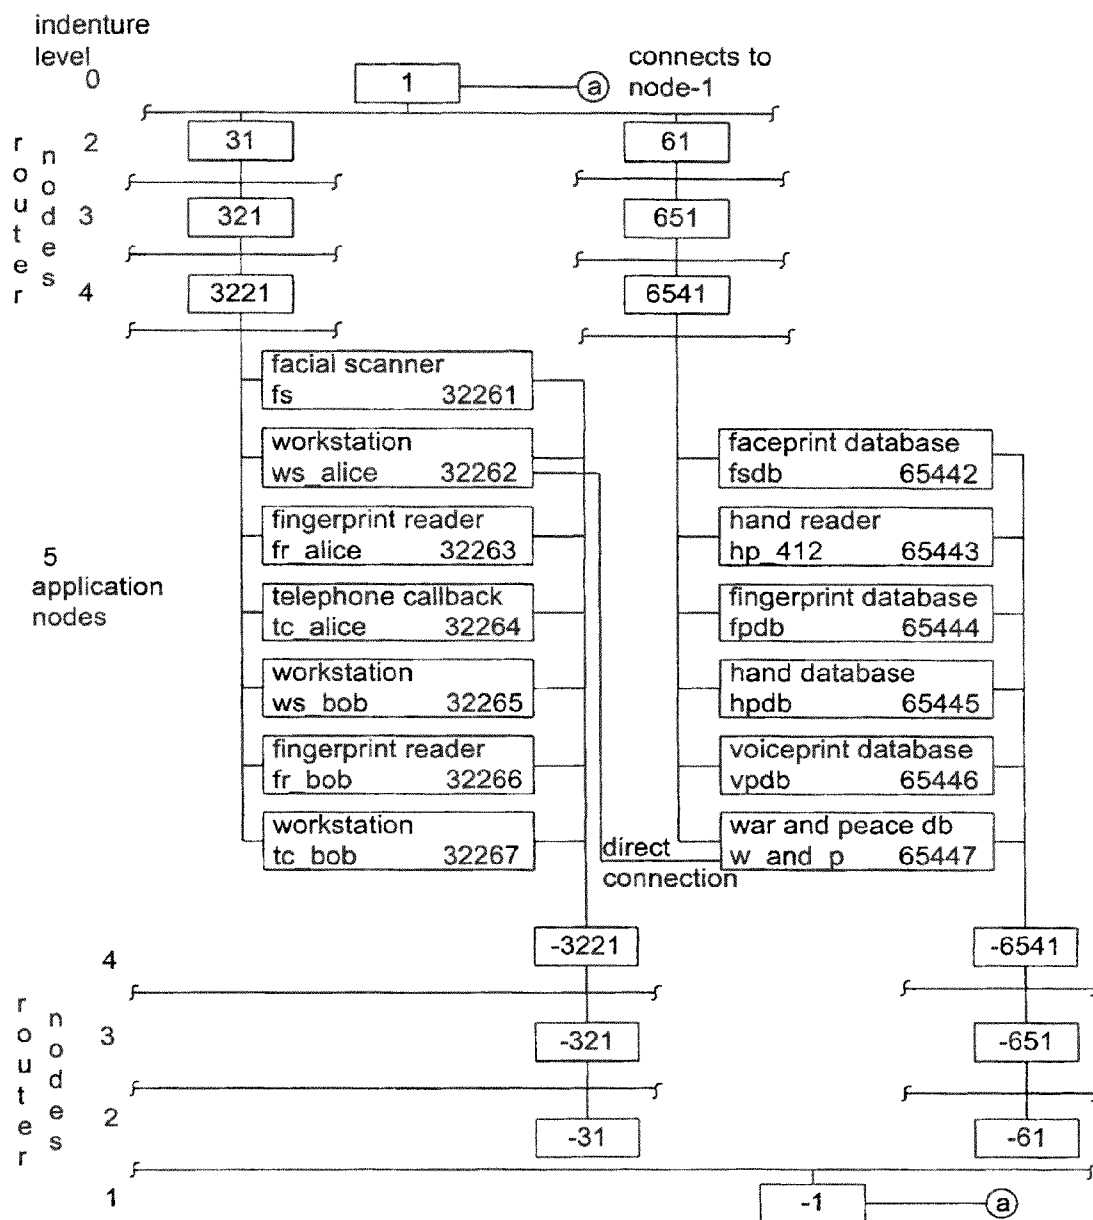 indenture
level
0
1
a
connects to
node-1
router
nodes
2
31
61
3
321
651
4
3221
6541
facial scanner
fs 32261
workstation
ws_alice 32262
faceprint database
fsdb 65442
fingerprint reader
fr_alice 32263
hand reader
hp_412 65443
5
application
nodes
telephone callback
tc_alice 32264
fingerprint database
fpdb 65444
workstation
ws_bob 32265
hand database
hpdb 65445
fingerprint reader
fr_bob 32266
voiceprint database
vpdb 65446
workstation
tc_bob 32267
direct
connection
war and peace db
w_and_p 65447
4
-3221
-6541
router
nodes
3
-321
-651
2
-31
-61
1
-1
a